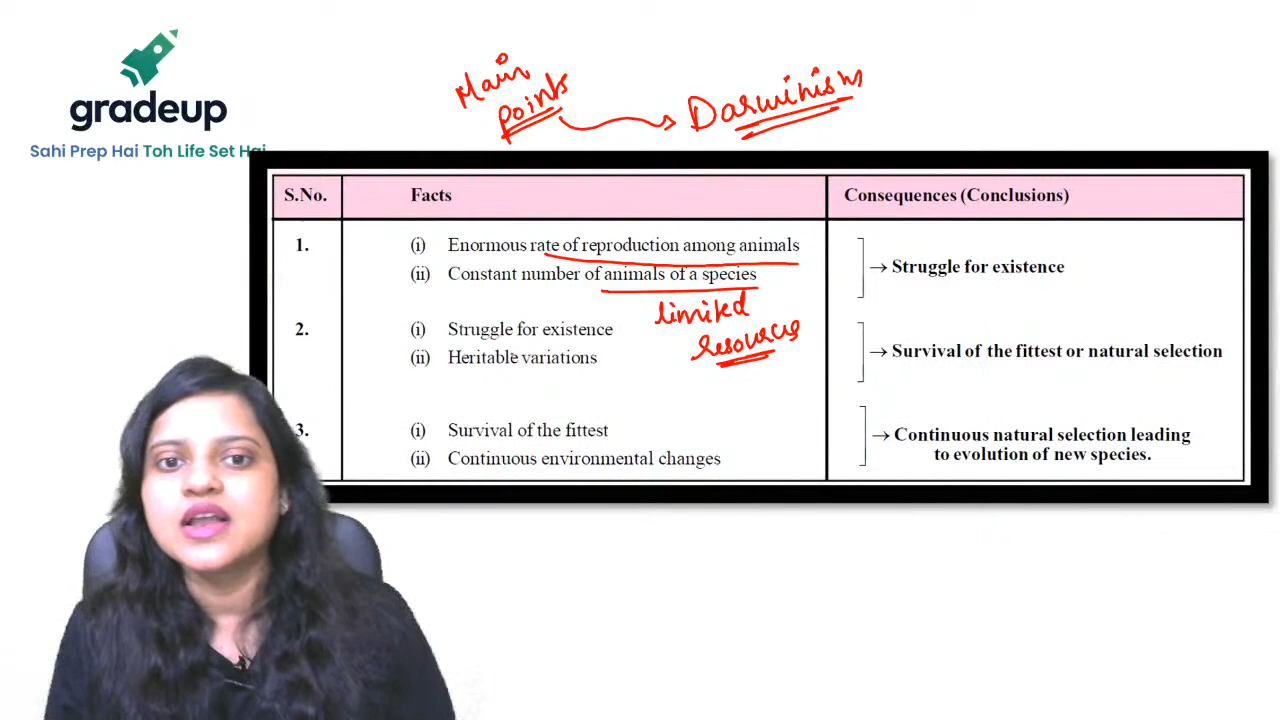 gradeup
Sahi Prep Hai Toh Life Set Hai
Main
points
Darwinism
S.No. Facts Consequences (Conclusions)
1. (i) Enormous rate of reproduction among animals
(ii) Constant number of animals of a species
→ Struggle for existence
limited
resources
2. (i) Struggle for existence
(ii) Heritable variations
→ Survival of the fittest or natural selection
3. (i) Survival of the fittest
(ii) Continuous environmental changes
→ Continuous natural selection leading
to evolution of new species.